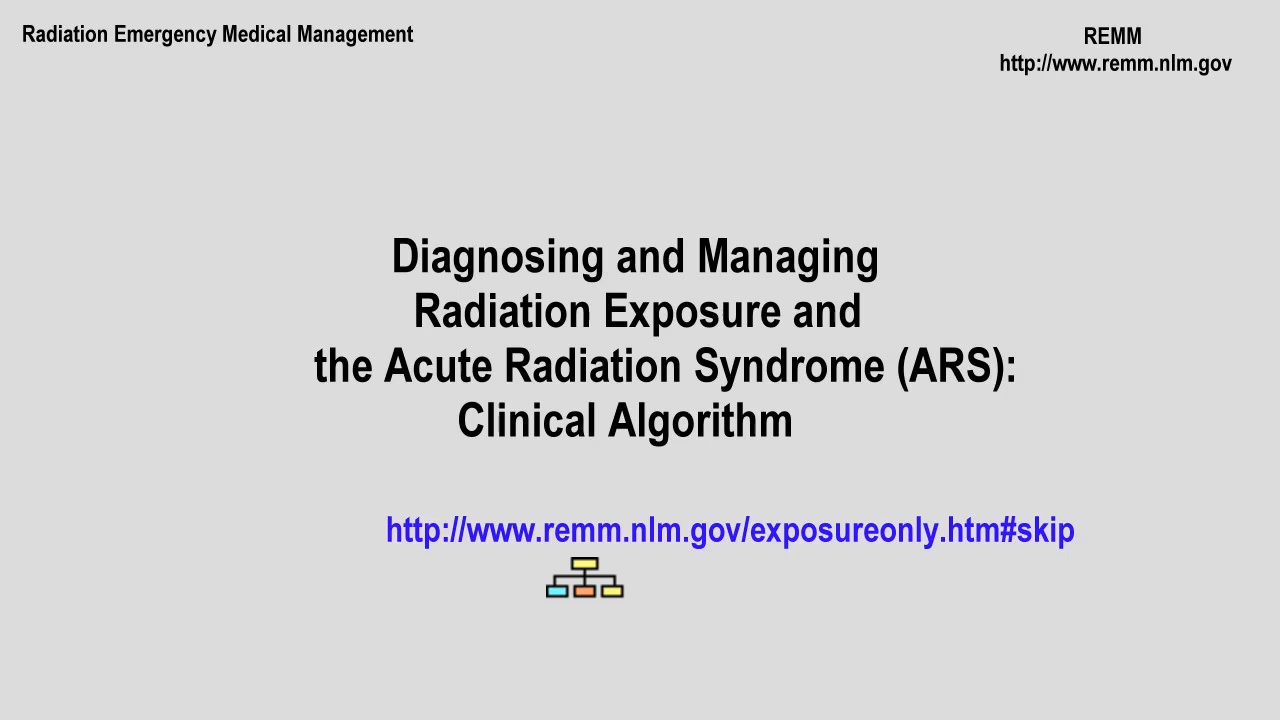 Radiation Emergency Medical Management
REMM
http://www.remm.nlm.gov
Diagnosing and Managing
Radiation Exposure and
the Acute Radiation Syndrome (ARS):
Clinical Algorithm
http://www.remm.nlm.gov/exposureonly.htm#skip